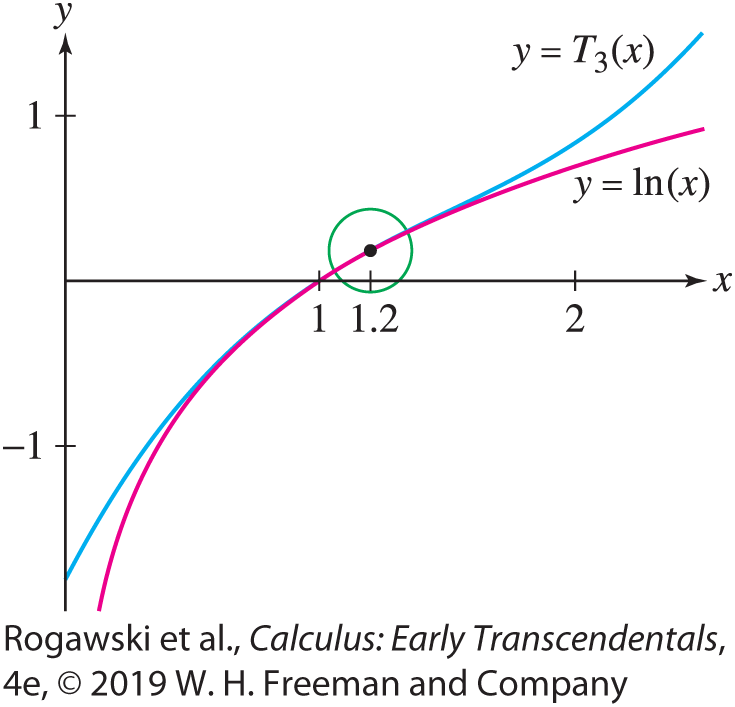 y
y = T₃(x)
1
y = ln(x)
x
1 1.2 2
–1
Rogawski et al., Calculus: Early Transcendentals,
4e, © 2019 W. H. Freeman and Company